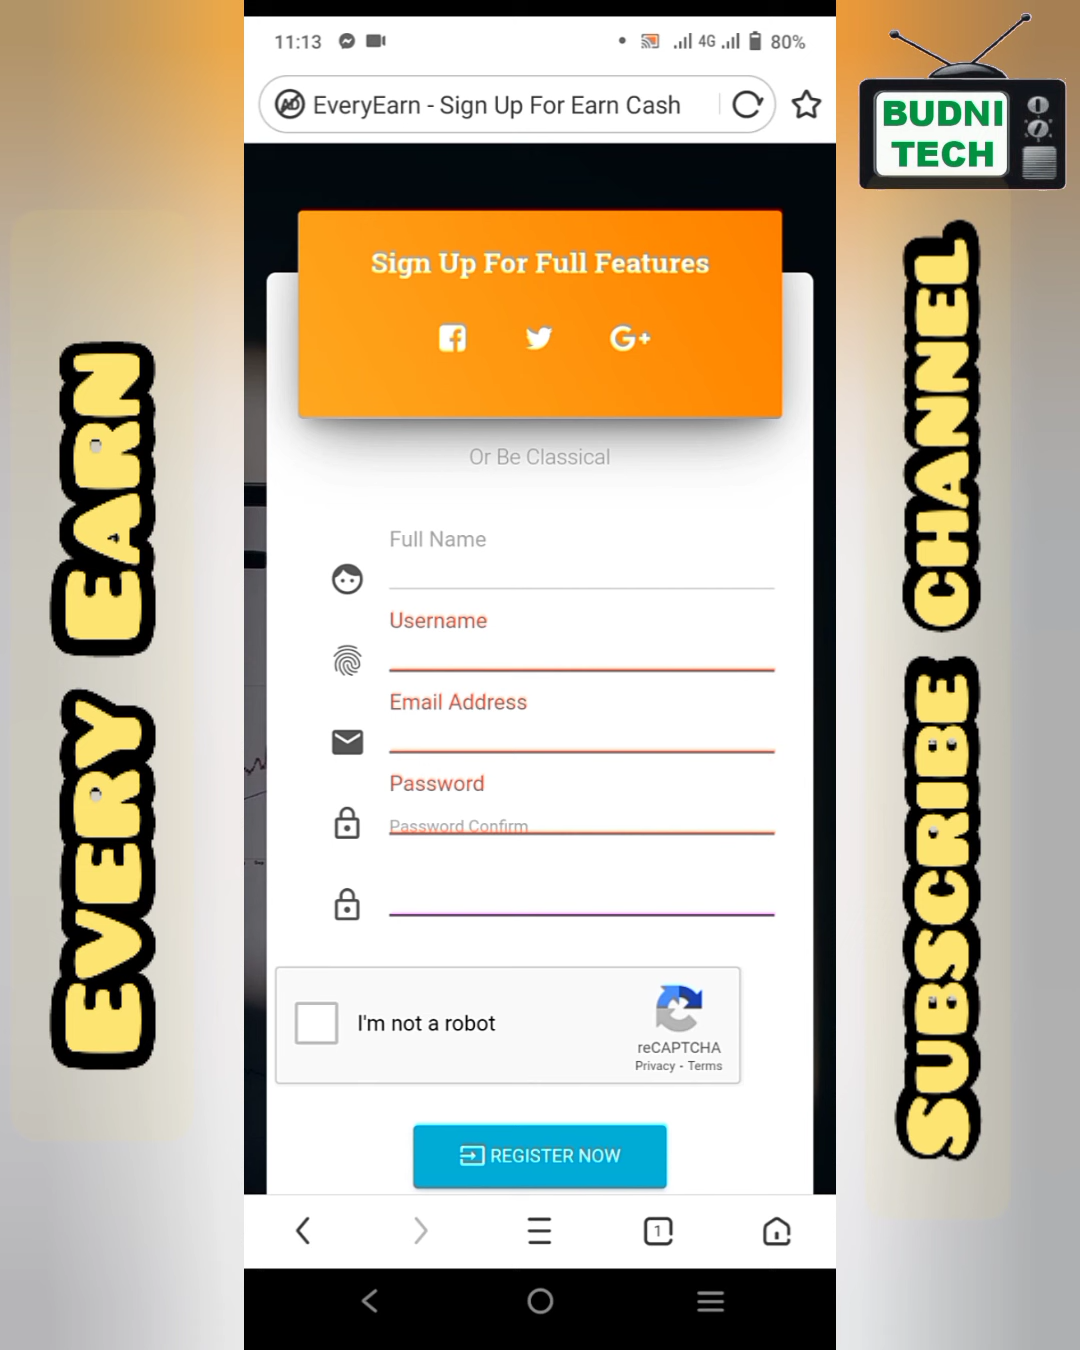 11:13
4G
80%
AD
EveryEarn - Sign Up For Earn Cash
BUDNI
TECH
Sign Up For Full Features
G+
Or Be Classical
Full Name
Username
Email Address
Password
Password Confirm
I'm not a robot
reCAPTCHA
Privacy - Terms
REGISTER NOW
1
EVERY EARN
SUBSCRIBE CHANNEL